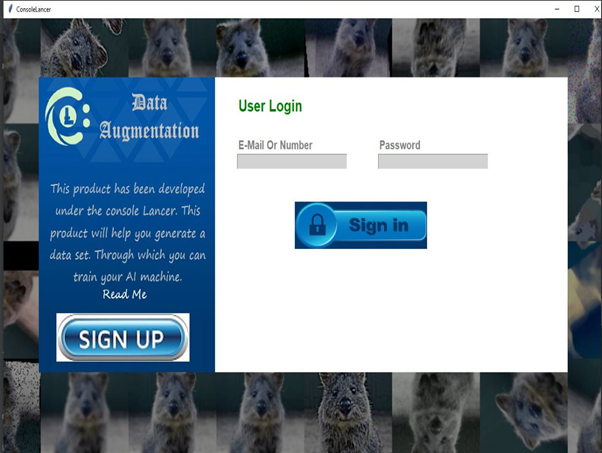 ConsoleLancer
Data
Augmentation
This product has been developed
under the console Lancer. This
product will help you generate a
data set. Through which you can
train your AI machine.
Read Me
SIGN UP
User Login
E-Mail Or Number
Password
Sign in